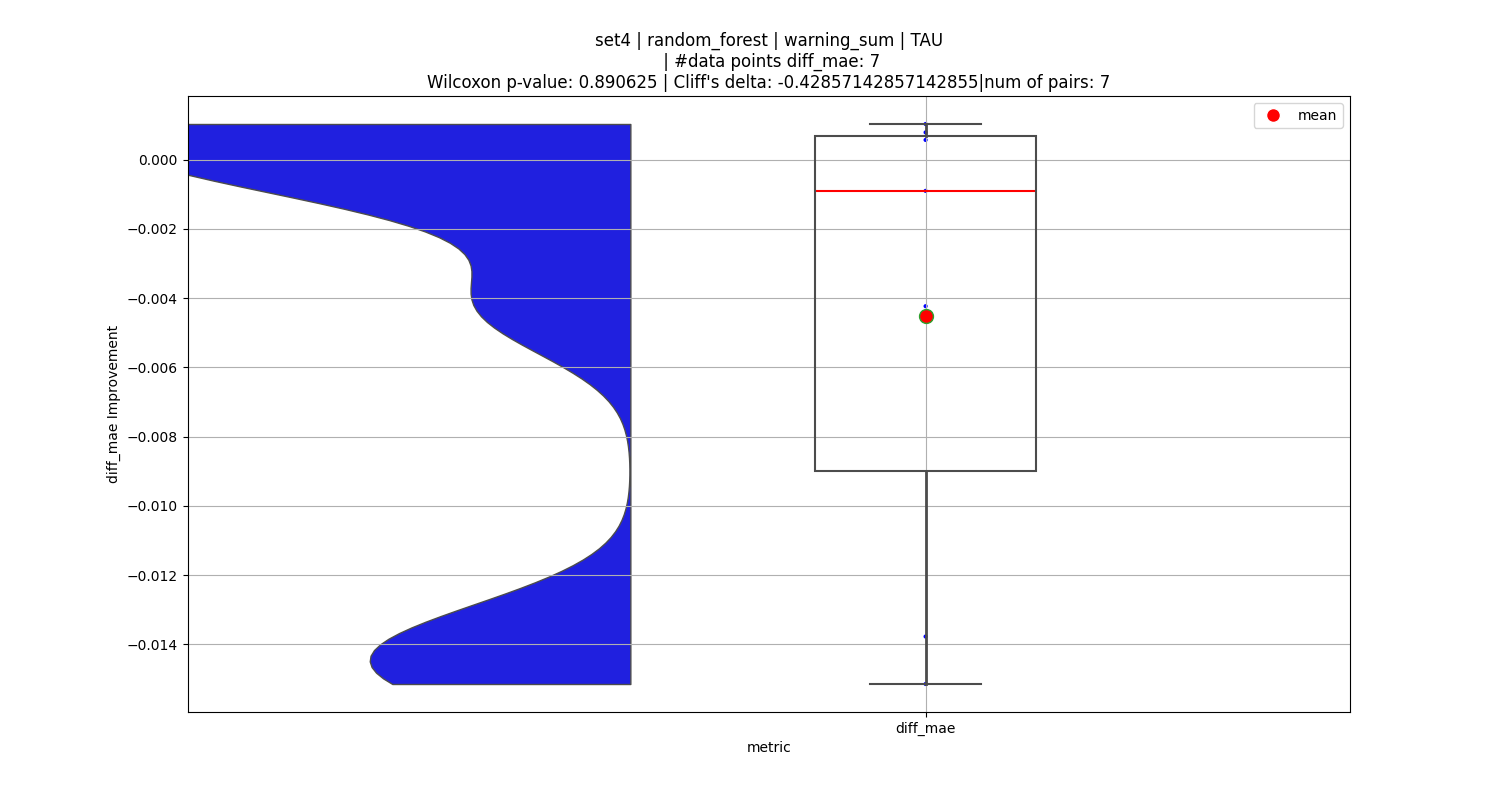 set4 | random_forest | warning_sum | TAU
| #data points diff_mae: 7
Wilcoxon p-value: 0.890625 | Cliff's delta: -0.42857142857142855|num of pairs: 7
mean
0.000
−0.002
−0.004
−0.006
−0.008
−0.010
−0.012
−0.014
diff_mae Improvement
diff_mae
metric